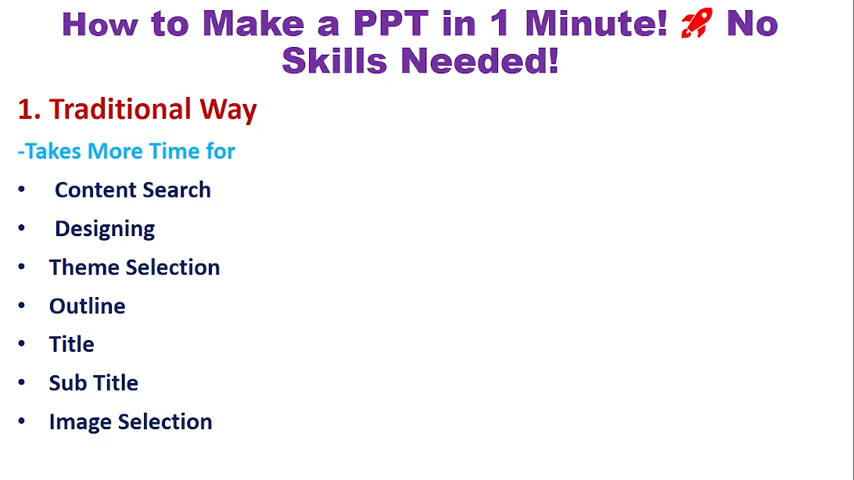 How to Make a PPT in 1 Minute! 🚀 No
Skills Needed!
1. Traditional Way
-Takes More Time for
• Content Search
• Designing
• Theme Selection
• Outline
• Title
• Sub Title
• Image Selection